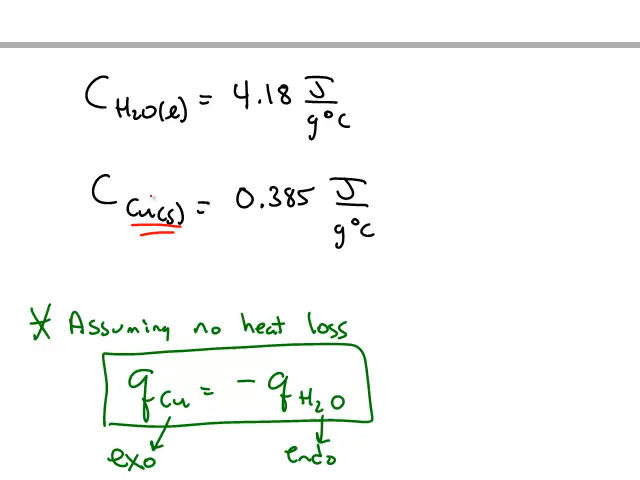 C H₂O(l) = 4.18 J/g°C
C Cu(s) = 0.385 J/g°C
* Assuming no heat loss
q Cu = - q H₂O
exo endo